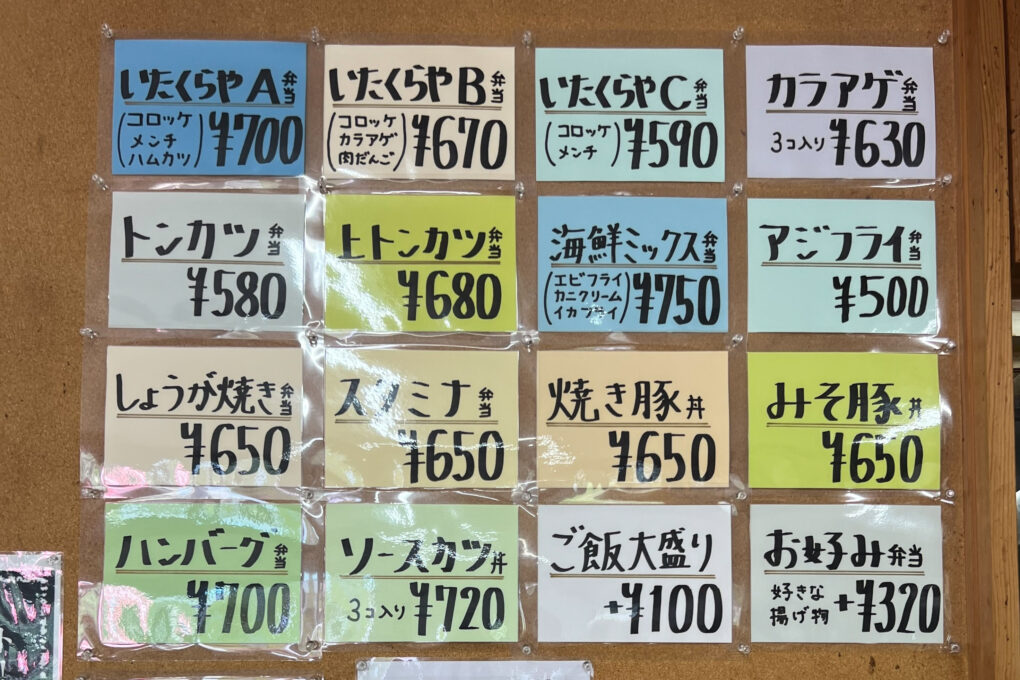 いたくらやA弁当
(コロッケ
メンチ
ハムカツ)
¥700
いたくらやB弁当
(コロッケ
カラアゲ
肉だんご)
¥670
いたくらやC弁当
(コロッケ
メンチ)
¥590
カラアゲ弁当
3コ入り ¥630
トンカツ弁当
¥580
上トンカツ弁当
¥680
海鮮ミックス弁当
(エビフライ
カニクリーム
イカフライ)
¥750
アジフライ弁当
¥500
しょうが焼き弁当
¥650
スタミナ弁当
¥650
焼き豚丼
¥650
みそ豚丼
¥650
ハンバーグ弁当
¥700
ソースカツ丼
3コ入り ¥720
ご飯大盛り
+¥100
お好み弁当
好きな
揚げ物
+¥320